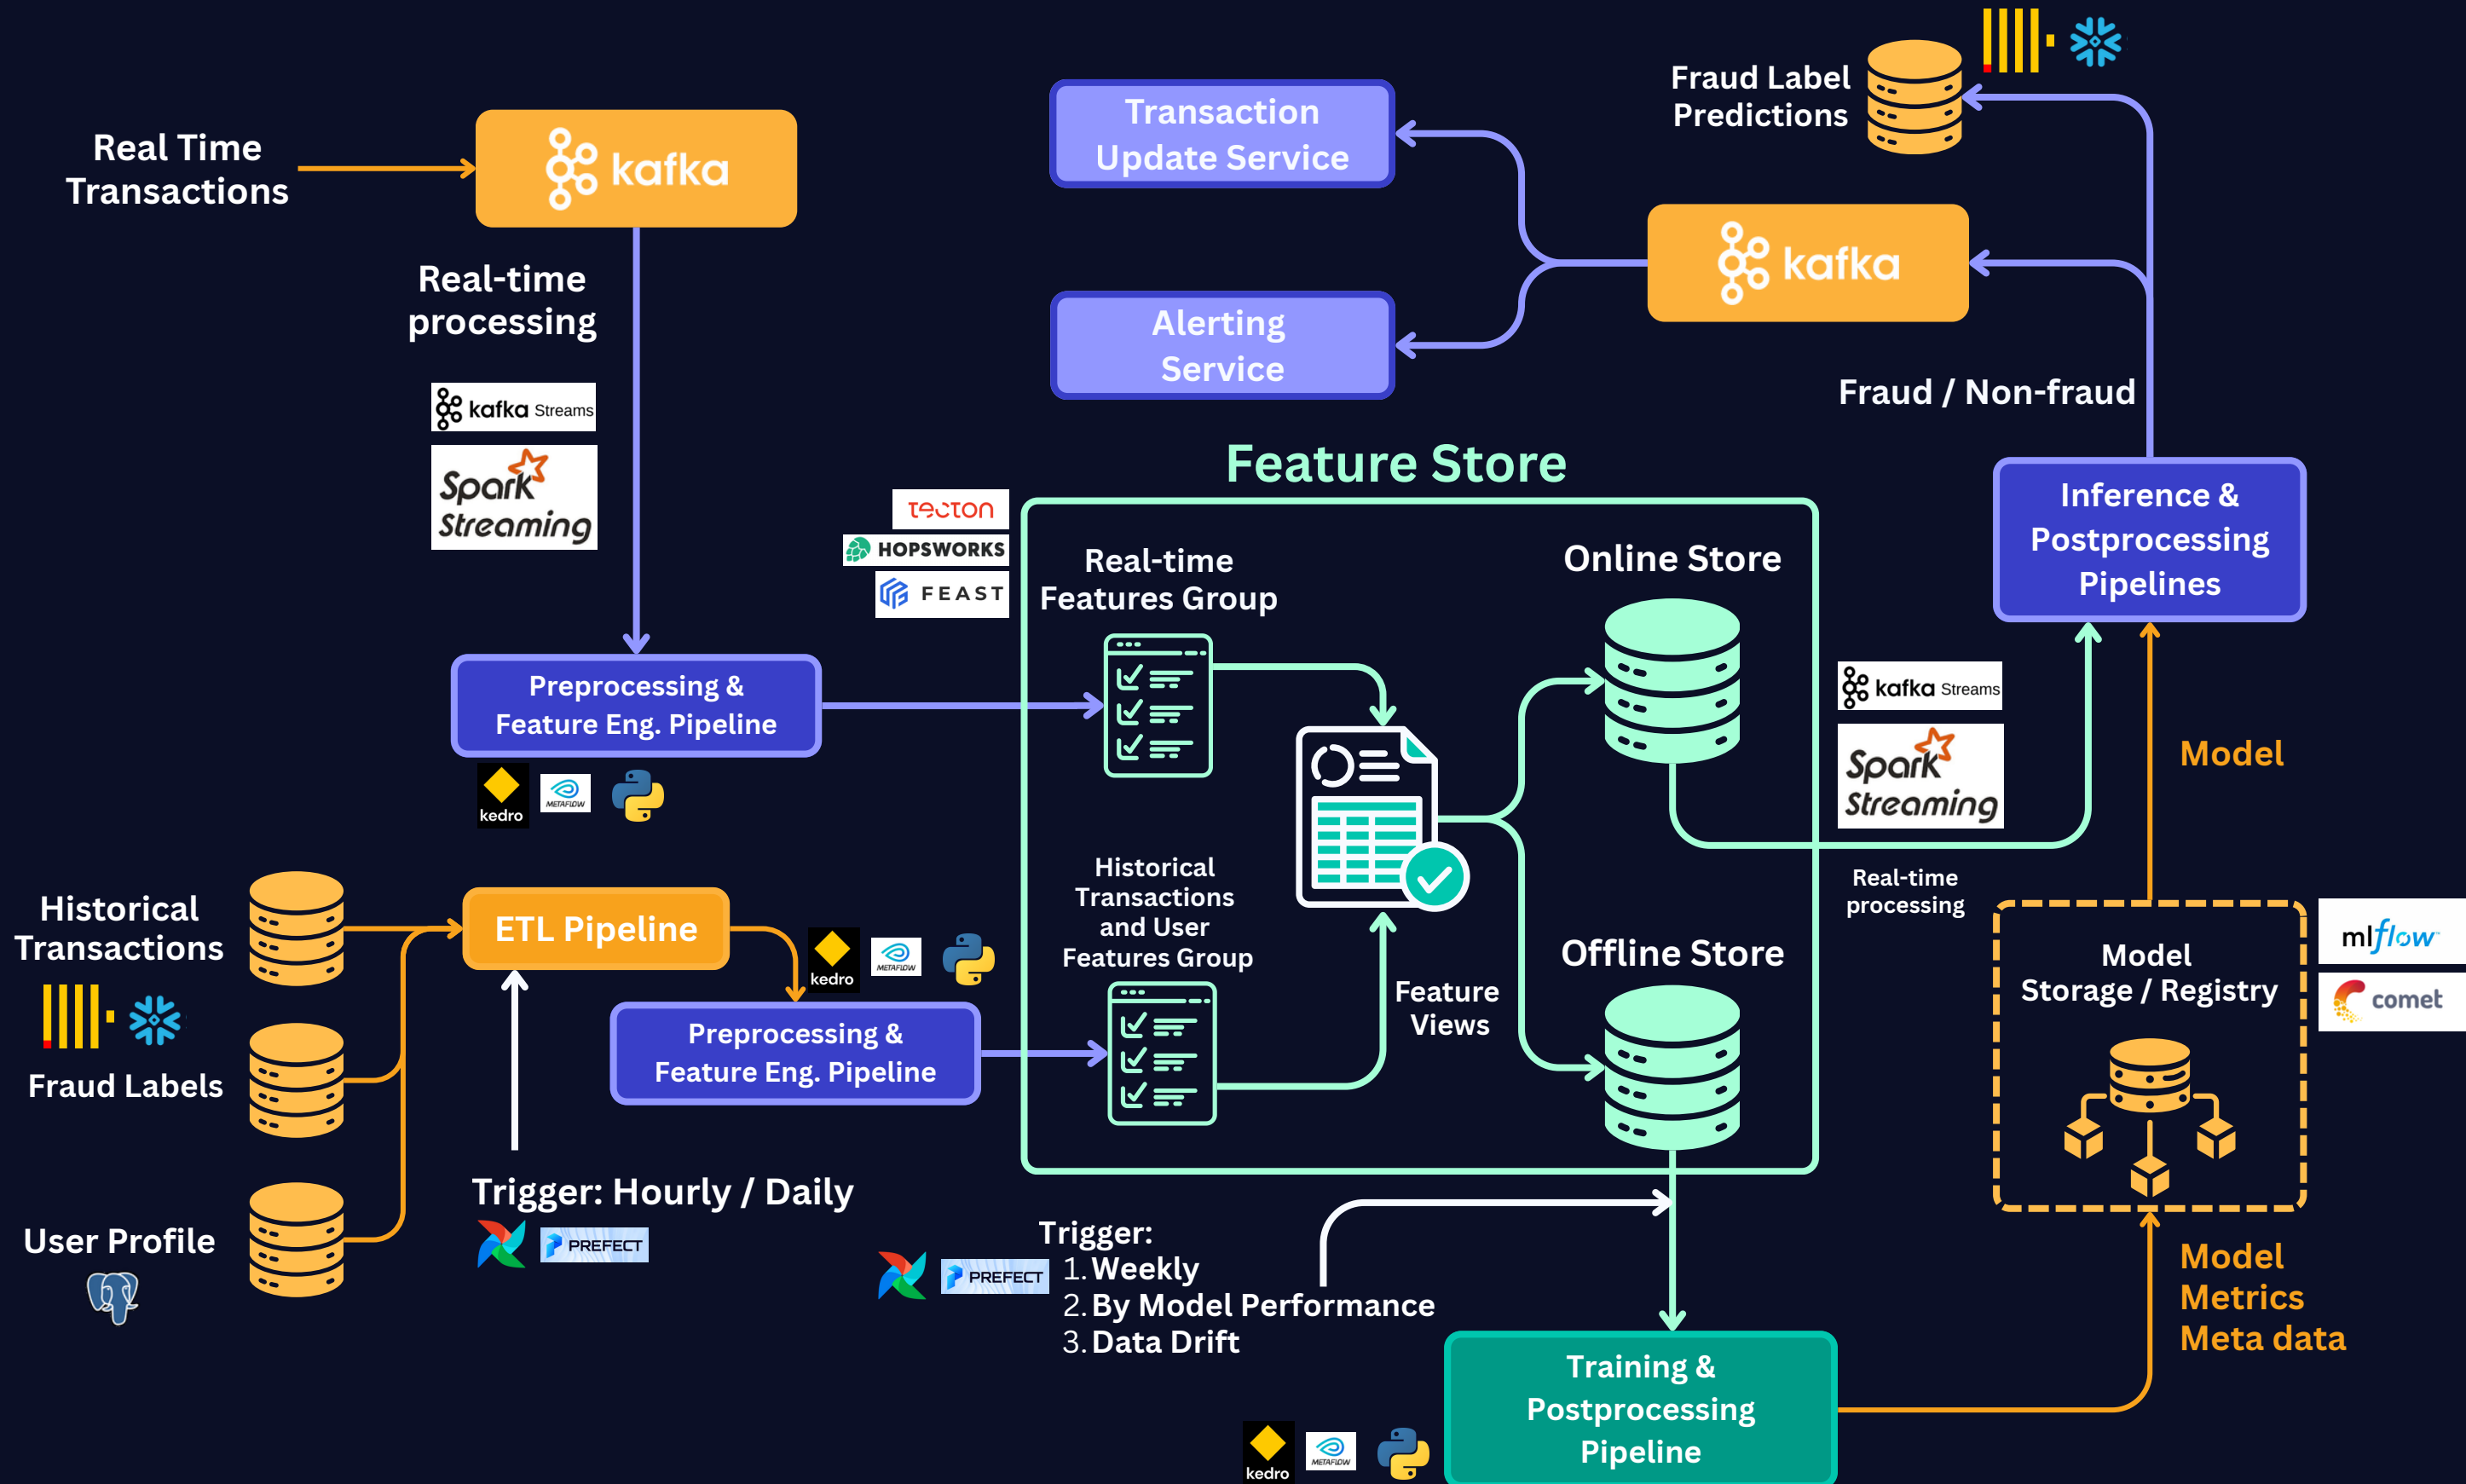 Real Time
Transactions
kafka
Real-time
processing
kafka Streams
Spark
Streaming
Preprocessing &
Feature Eng. Pipeline
kedro
METAFLOW
Historical
Transactions
Fraud Labels
User Profile
ETL Pipeline
kedro
METAFLOW
Preprocessing &
Feature Eng. Pipeline
Trigger: Hourly / Daily
PREFECT
Transaction
Update Service
Alerting
Service
Fraud Label
Predictions
kafka
Fraud / Non-fraud
Feature Store
TECTON
HOPSWORKS
FEAST
Real-time
Features Group
Online Store
Historical
Transactions
and User
Features Group
Feature
Views
Offline Store
Inference &
Postprocessing
Pipelines
kafka Streams
Spark
Streaming
Real-time
processing
Model
Model
Storage / Registry
mlflow
comet
Trigger:
1. Weekly
2. By Model Performance
3. Data Drift
PREFECT
Training &
Postprocessing
Pipeline
kedro
METAFLOW
Model
Metrics
Meta data